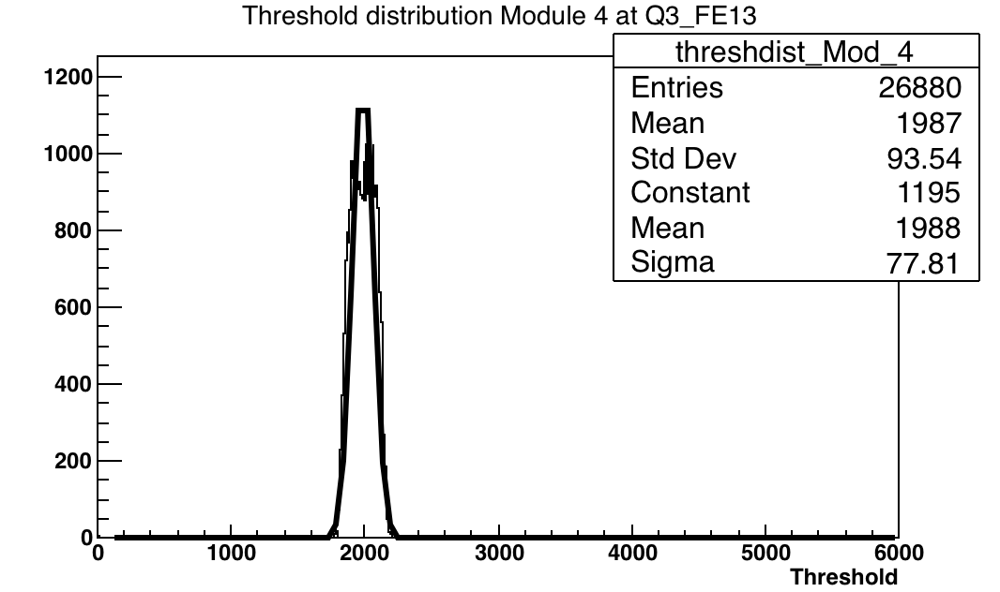 Threshold distribution Module 4 at Q3_FE13
threshdist_Mod_4
Entries 26880
Mean 1987
Std Dev 93.54
Constant 1195
Mean 1988
Sigma 77.81
1200
1000
800
600
400
200
0
0 1000 2000 3000 4000 5000 6000
Threshold